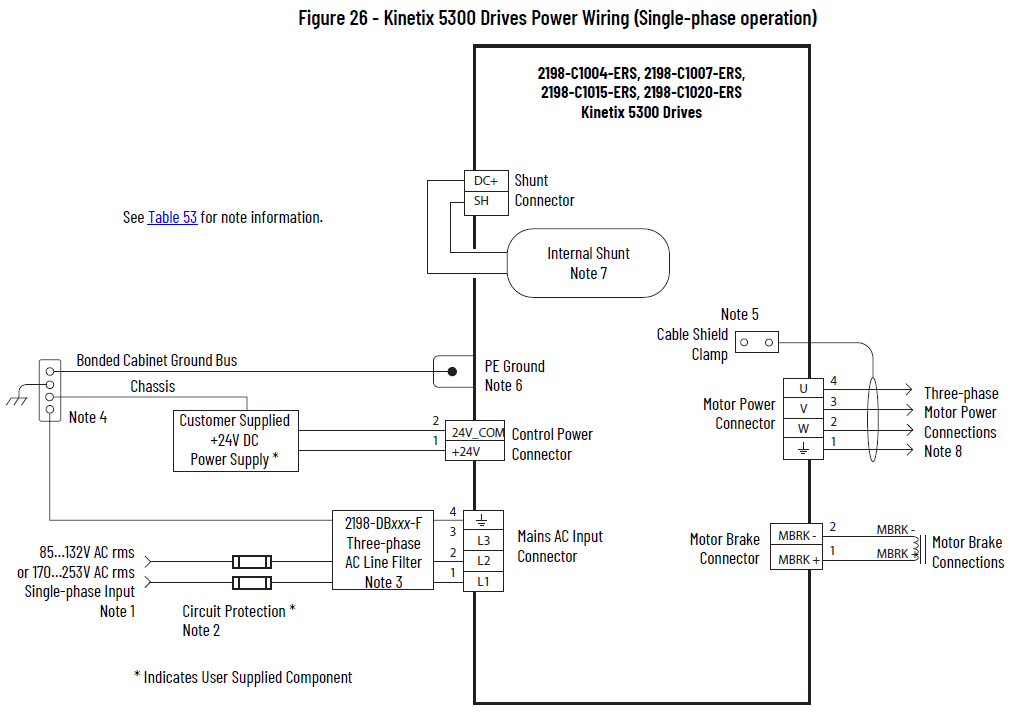 Figure 26 - Kinetix 5300 Drives Power Wiring (Single-phase operation)
2198-C1004-ERS, 2198-C1007-ERS,
2198-C1015-ERS, 2198-C1020-ERS
Kinetix 5300 Drives
DC+
SH
Shunt
Connector
See Table 53 for note information.
Internal Shunt
Note 7
Note 5
Cable Shield
Clamp
Bonded Cabinet Ground Bus
Chassis
Note 4
PE Ground
Note 6
Customer Supplied
+24V DC
Power Supply *
2
1
24V_COM
+24V
Control Power
Connector
Motor Power
Connector
U
V
W
4
3
2
1
Three-phase
Motor Power
Connections
Note 8
2198-DBxxx-F
Three-phase
AC Line Filter
Note 3
4
3
2
1
L3
L2
L1
Mains AC Input
Connector
Motor Brake
Connector
MBRK -
MBRK +
2
1
MBRK -
MBRK +
Motor Brake
Connections
85...132V AC rms
or 170...253V AC rms
Single-phase Input
Note 1
Circuit Protection *
Note 2
* Indicates User Supplied Component